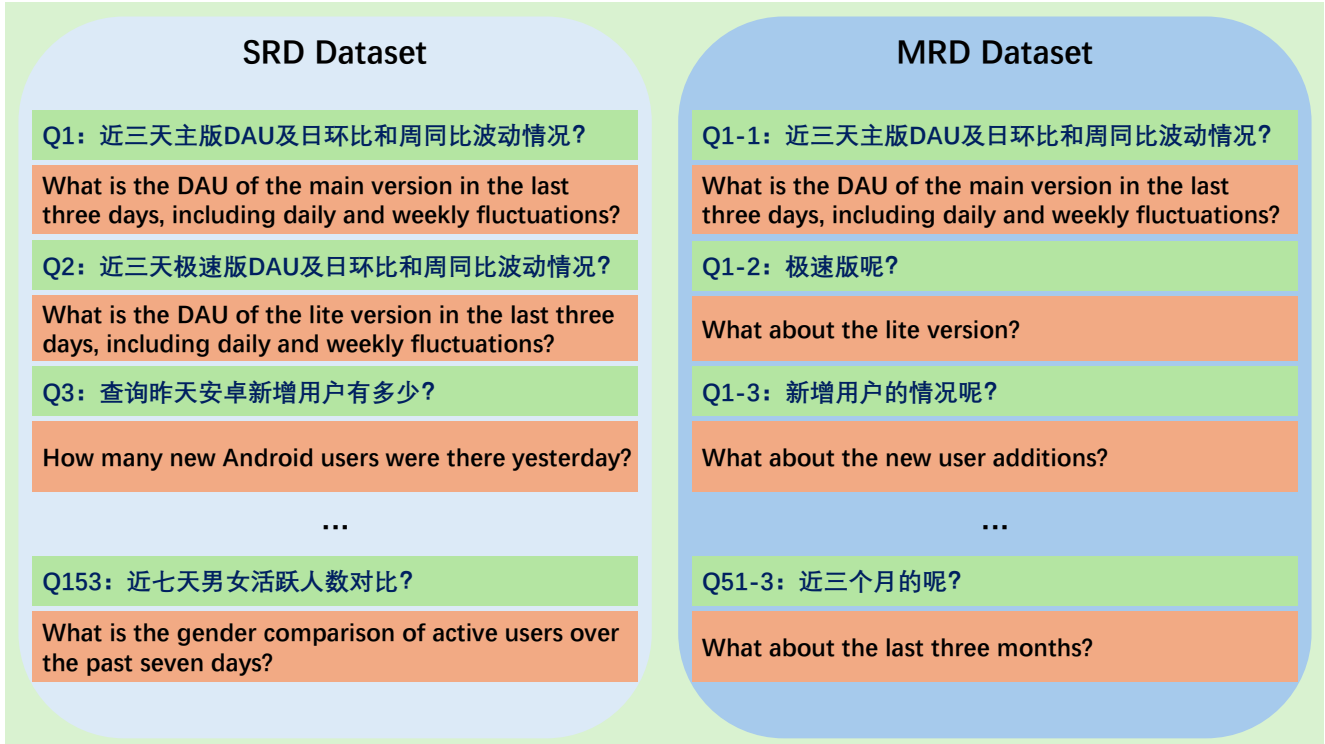 SRD Dataset
Q1：近三天主版DAU及日环比和周同比波动情况？
What is the DAU of the main version in the last
three days, including daily and weekly fluctuations?
Q2：近三天极速版DAU及日环比和周同比波动情况？
What is the DAU of the lite version in the last three
days, including daily and weekly fluctuations?
Q3：查询昨天安卓新增用户有多少？
How many new Android users were there yesterday?
...
Q153：近七天男女活跃人数对比？
What is the gender comparison of active users over
the past seven days?
MRD Dataset
Q1-1：近三天主版DAU及日环比和周同比波动情况？
What is the DAU of the main version in the last
three days, including daily and weekly fluctuations?
Q1-2：极速版呢？
What about the lite version?
Q1-3：新增用户的情况呢？
What about the new user additions?
...
Q51-3：近三个月的呢？
What about the last three months?